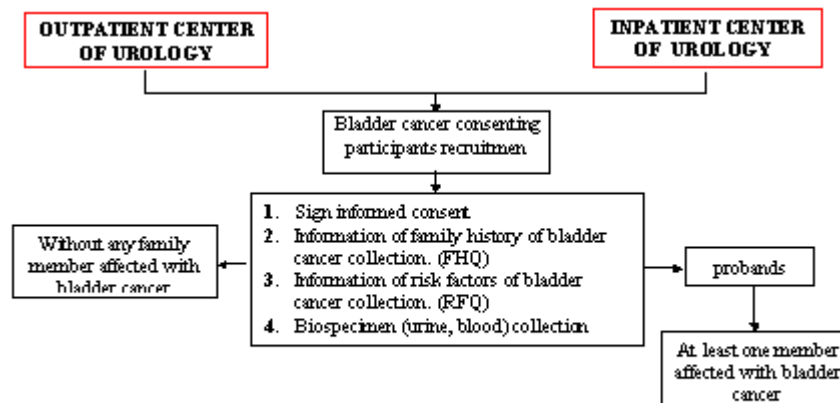 OUTPATIENT CENTER
OF UROLOGY
INPATIENT CENTER
OF UROLOGY
Bladder cancer consenting
participants recruitmen
1. Sign informed consent
2. Information of family history of bladder
cancer collection. (FHQ)
3. Information of risk factors of bladder
cancer collection. (RFQ)
4. Biospecimen (urine, blood) collection
Without any family
member affected with
bladder cancer
probands
At least one member
affected with bladder
cancer